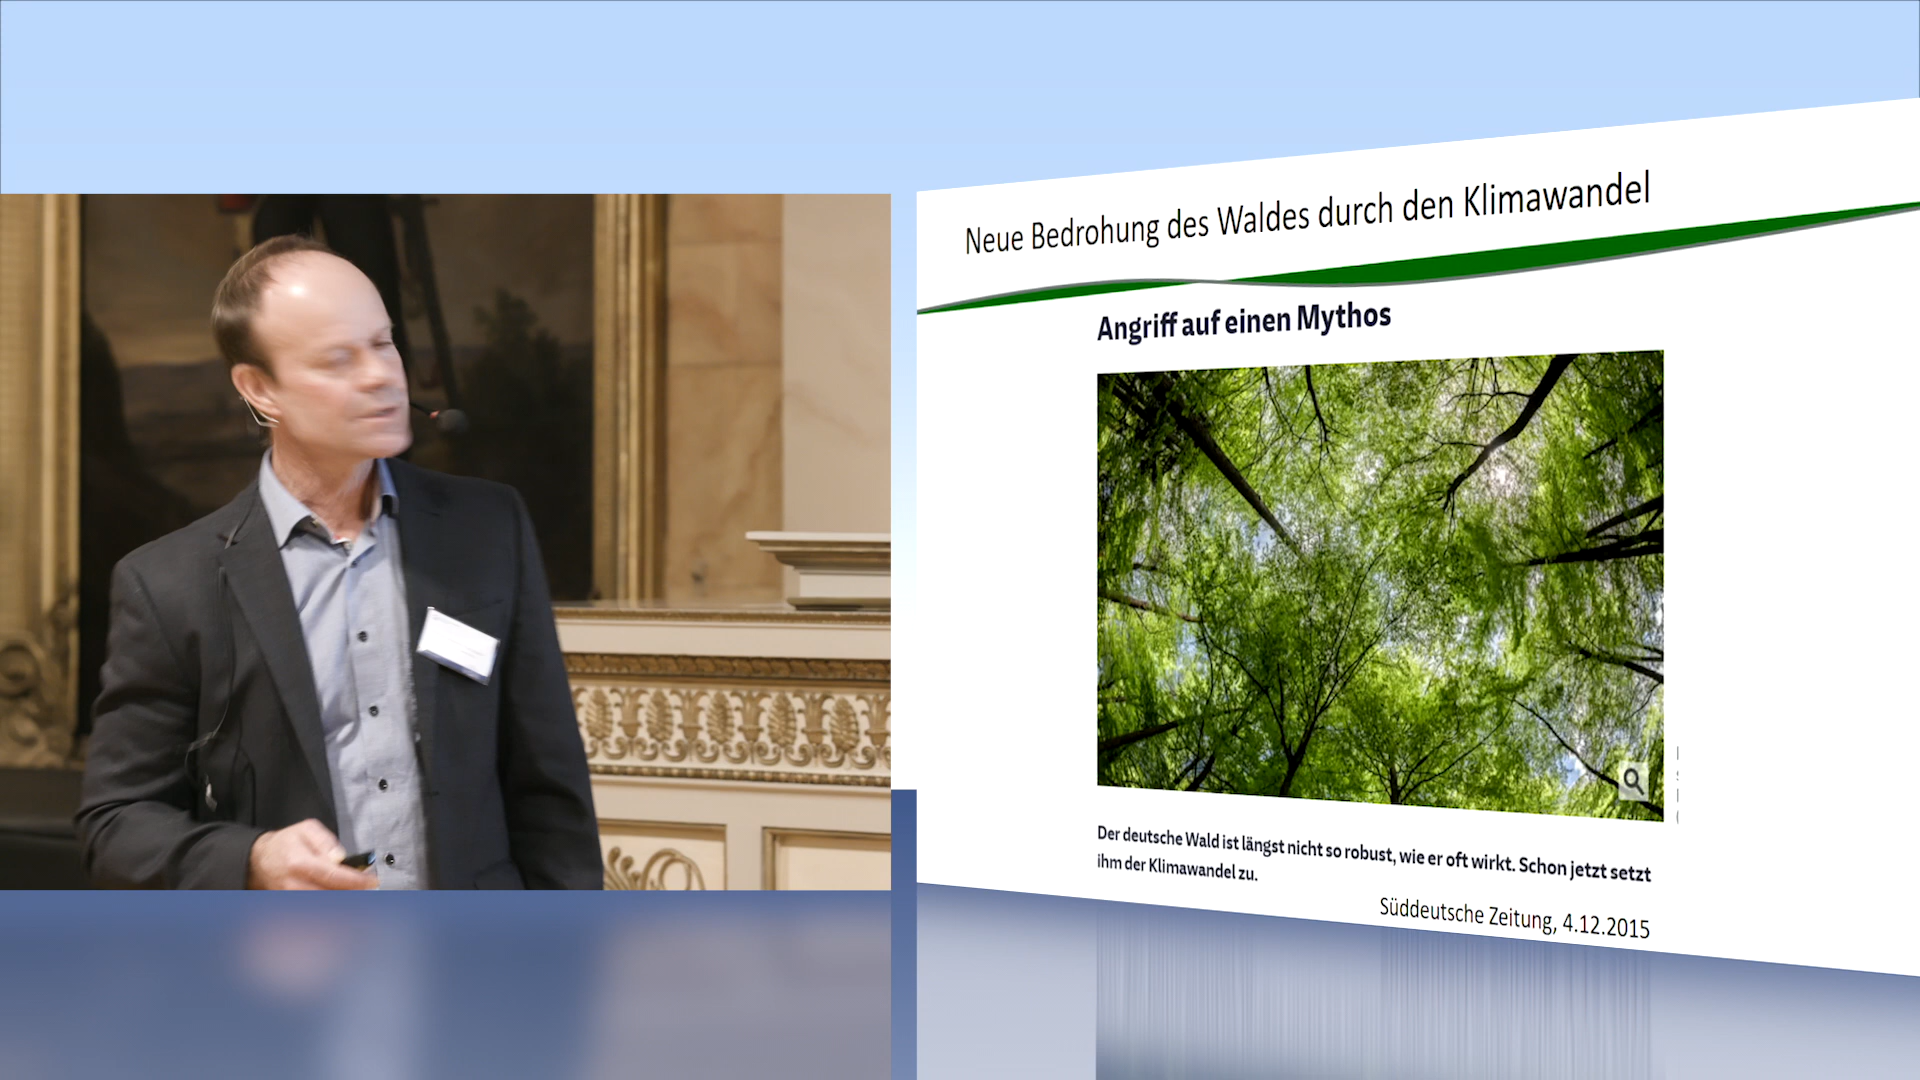 Neue Bedrohung des Waldes durch den Klimawandel
Angriff auf einen Mythos
Der deutsche Wald ist längst nicht so robust, wie er oft wirkt. Schon jetzt setzt
ihm der Klimawandel zu.
Süddeutsche Zeitung, 4.12.2015